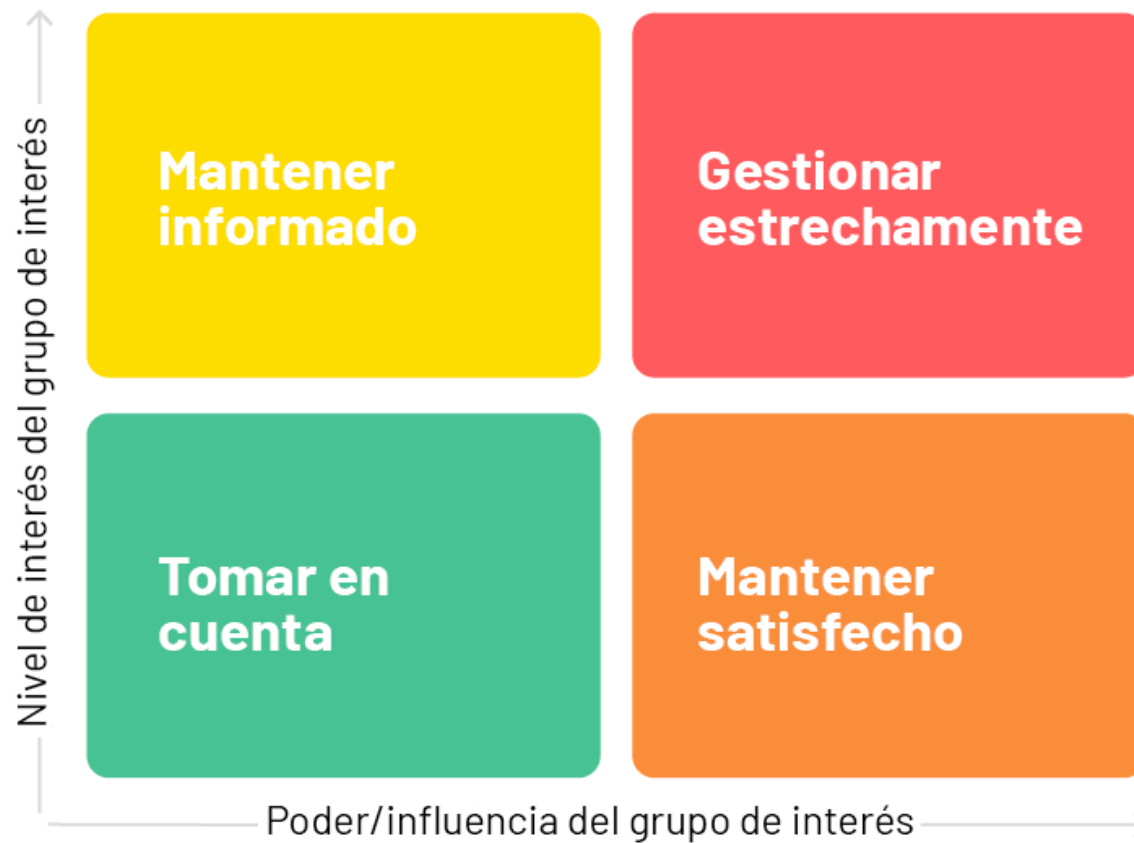 Nivel de interés del grupo de interés
Mantener
informado
Gestionar
estrechamente
Tomar en
cuenta
Mantener
satisfecho
Poder/influencia del grupo de interés